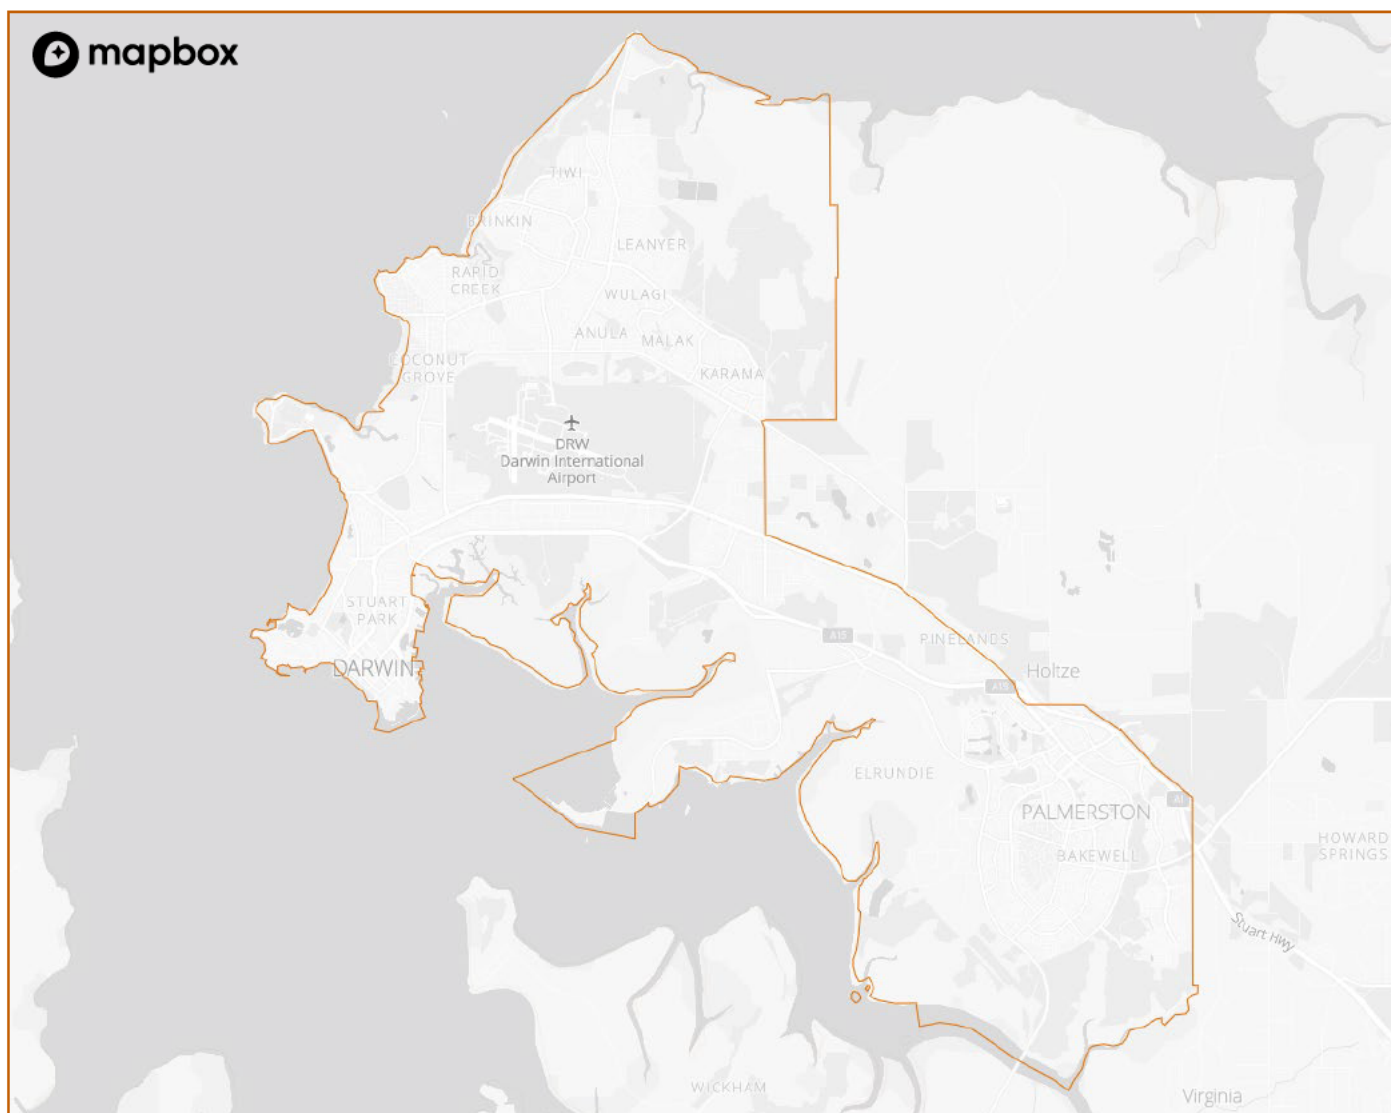 mapbox
TIWI
BRINKIN
LEANYER
RAPID
CREEK
WULAGI
ANULA
MALAK
COCONUT
GROVE
KARAMA
DRW
Darwin International
Airport
STUART
PARK
A15
PINELANDS
DARWIN
Holtze
A15
ELRUNDIE
A1
PALMERSTON
HOWARD
SPRINGS
BAKEWELL
Stuart Hwy
WICKHAM
Virginia